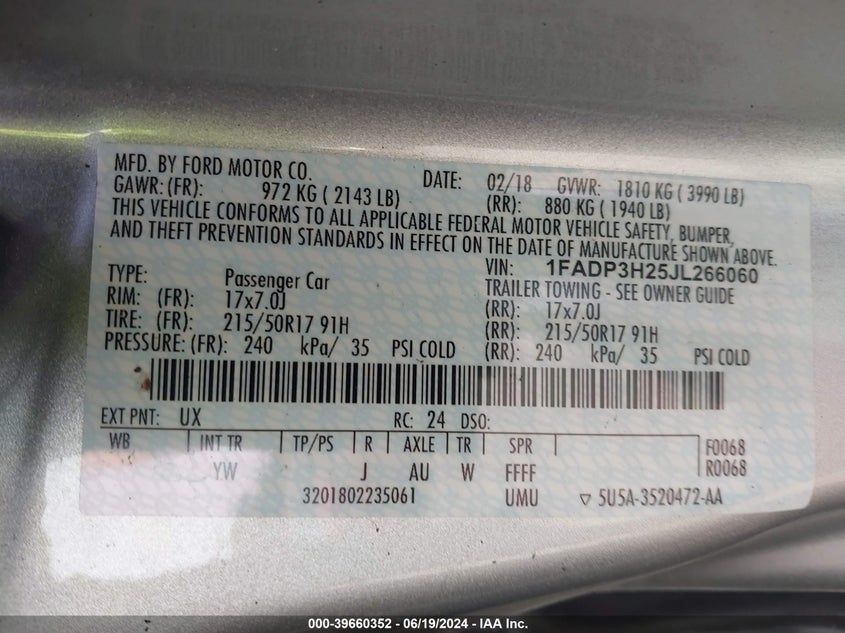 MFD. BY FORD MOTOR CO. DATE: 02/18 GVWR: 1810 KG ( 3990 LB)
GAWR: (FR): 972 KG ( 2143 LB) (RR): 880 KG ( 1940 LB)
THIS VEHICLE CONFORMS TO ALL APPLICABLE FEDERAL MOTOR VEHICLE SAFETY, BUMPER,
AND THEFT PREVENTION STANDARDS IN EFFECT ON THE DATE OF MANUFACTURE SHOWN ABOVE.
VIN: 1FADP3H25JL266060
TYPE: Passenger Car TRAILER TOWING - SEE OWNER GUIDE
RIM: (FR): 17x7.0J (RR): 17x7.0J
TIRE: (FR): 215/50R17 91H (RR): 215/50R17 91H
PRESSURE: (FR): 240 kPa/ 35 PSI COLD (RR): 240 kPa/ 35 PSI COLD
EXT PNT: UX RC: 24 DSO:
WB INT TR TP/PS R AXLE TR SPR F0068
YW J AU W FFFF R0068
3201802235061 UMU ▽ 5U5A-3520472-AA
000-39660352 - 06/19/2024 - IAA Inc.